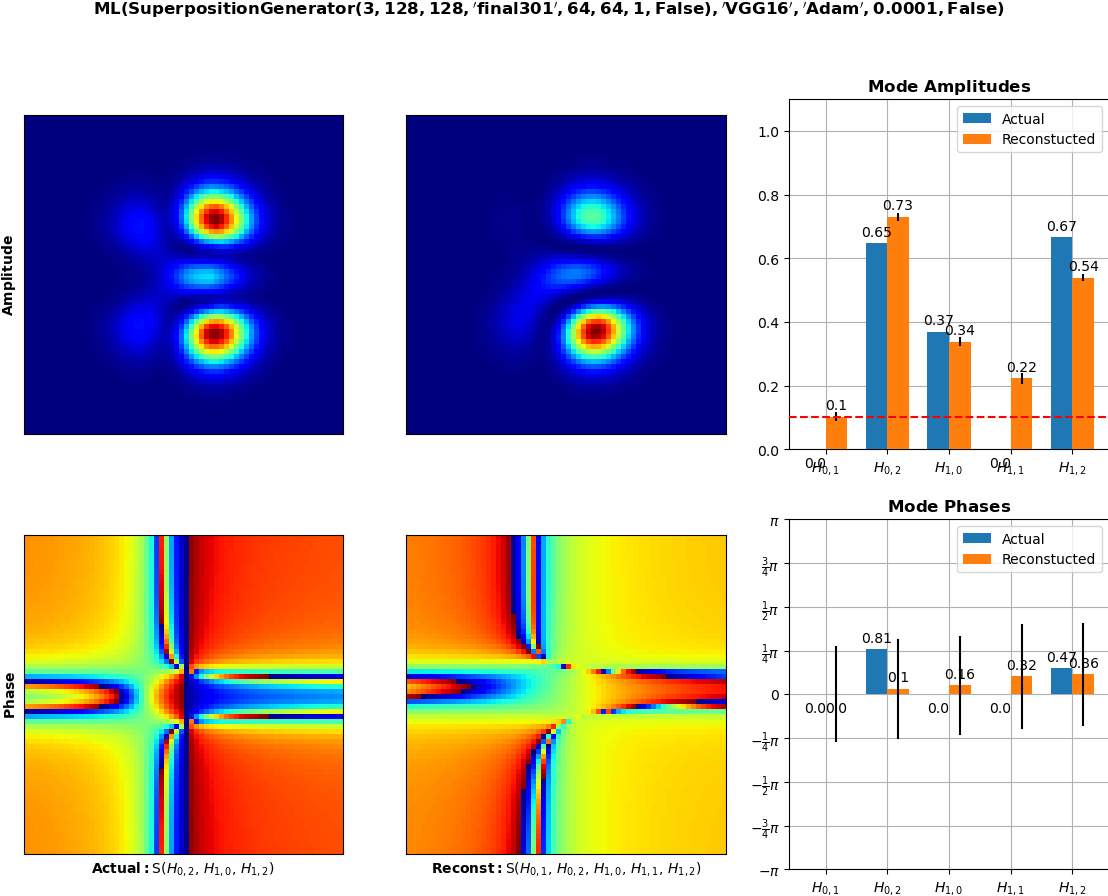 ML(SuperpositionGenerator(3, 128, 128, ′final301′, 64, 64, 1, False), ′VGG16′, ′Adam′, 0.0001, False)
Amplitude
Mode Amplitudes
Actual
Reconstucted
1.0
0.8
0.6
0.4
0.2
0.0
0.0
0.1
0.65
0.73
0.37
0.34
0.0
0.22
0.67
0.54
H0,1
H0,2
H1,0
H1,1
H1,2
Phase
Actual: S(H0,2, H1,0, H1,2)
Reconst: S(H0,1, H0,2, H1,0, H1,1, H1,2)
Mode Phases
Actual
Reconstucted
π
3/4π
1/2π
1/4π
0
−1/4π
−1/2π
−3/4π
−π
0.0
0.81
0.1
0.0
0.16
0.0
0.32
0.47
0.36
H0,1
H0,2
H1,0
H1,1
H1,2